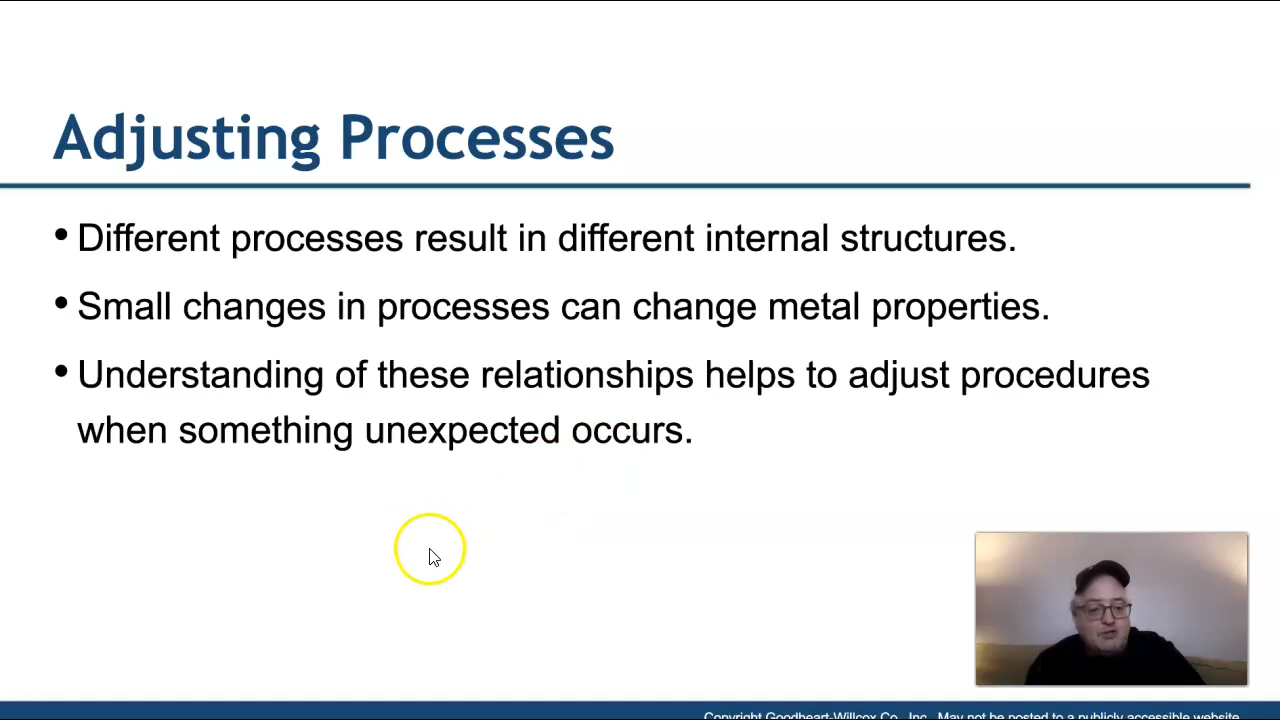 Adjusting Processes
• Different processes result in different internal structures.
• Small changes in processes can change metal properties.
• Understanding of these relationships helps to adjust procedures
when something unexpected occurs.
Copyright Goodheart-Willcox Co., Inc. May not be posted to a publicly accessible website.